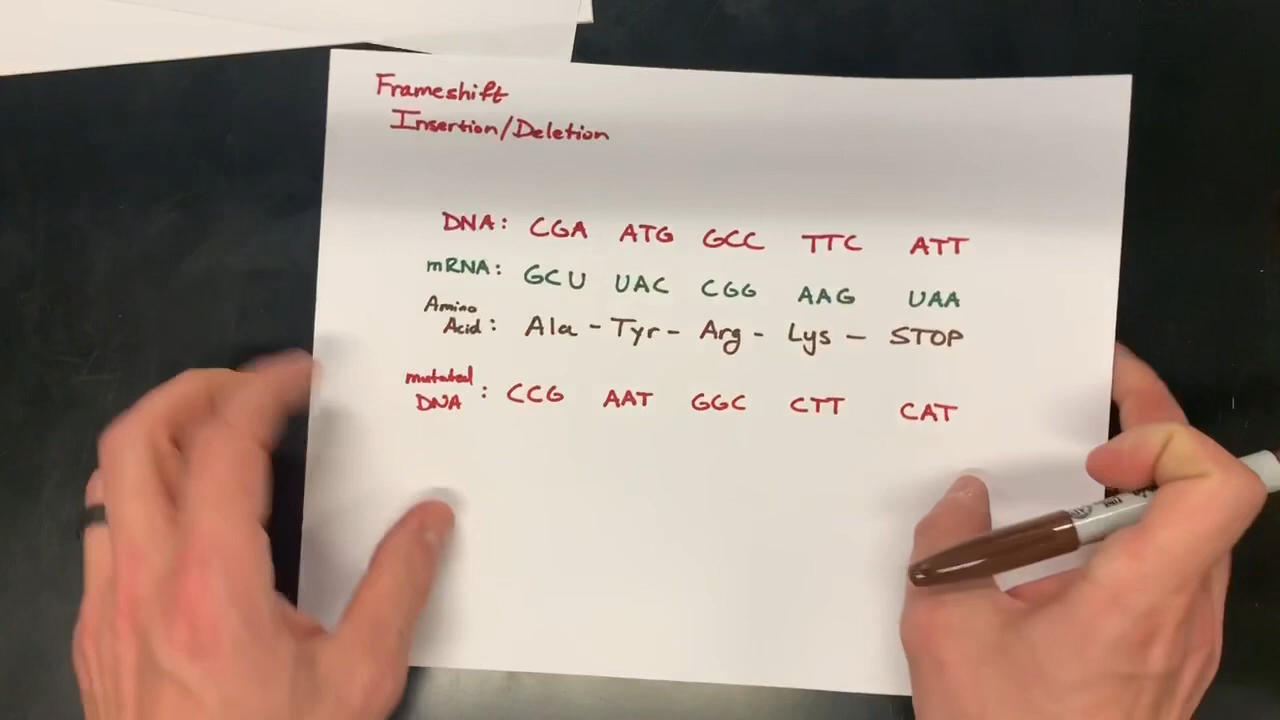 Frameshift
Insertion/Deletion
DNA: CGA ATG GCC TTC ATT
mRNA: GCU UAC CGG AAG UAA
Amino
Acid: Ala - Tyr - Arg - Lys - STOP
mutated
DNA : CCG AAT GGC CTT CAT